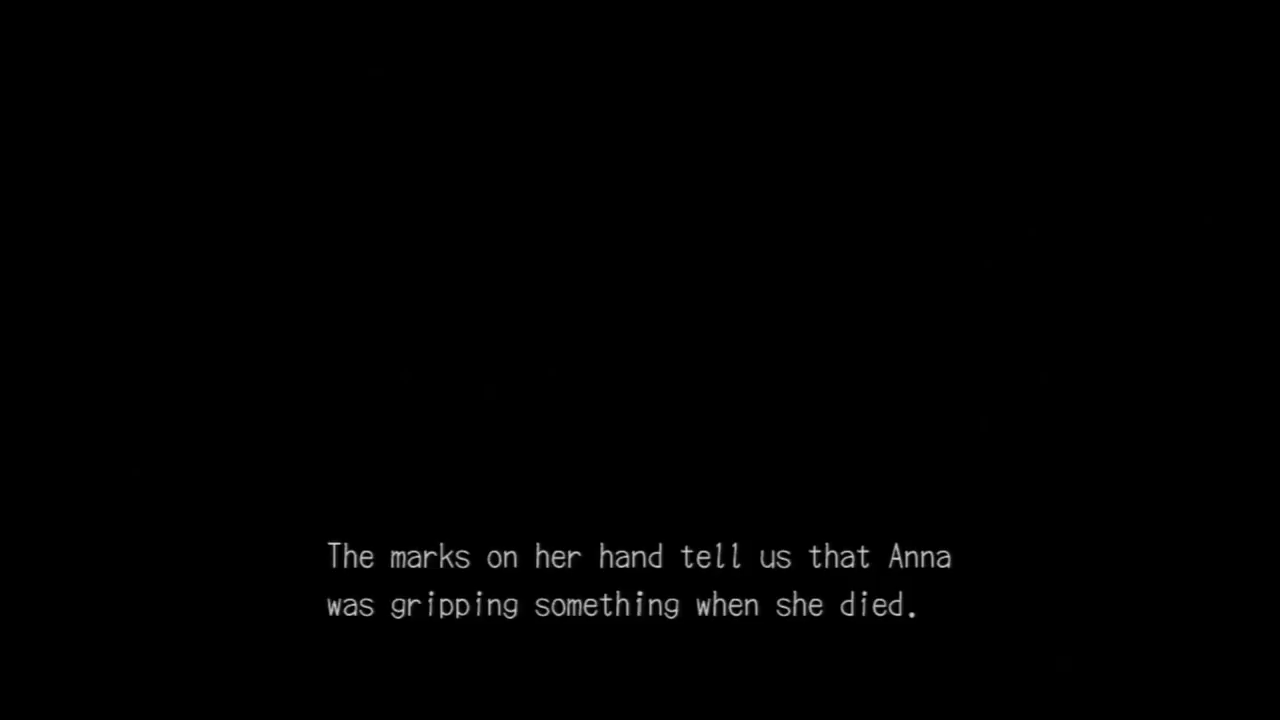 The marks on her hand tell us that Anna
was gripping something when she died.